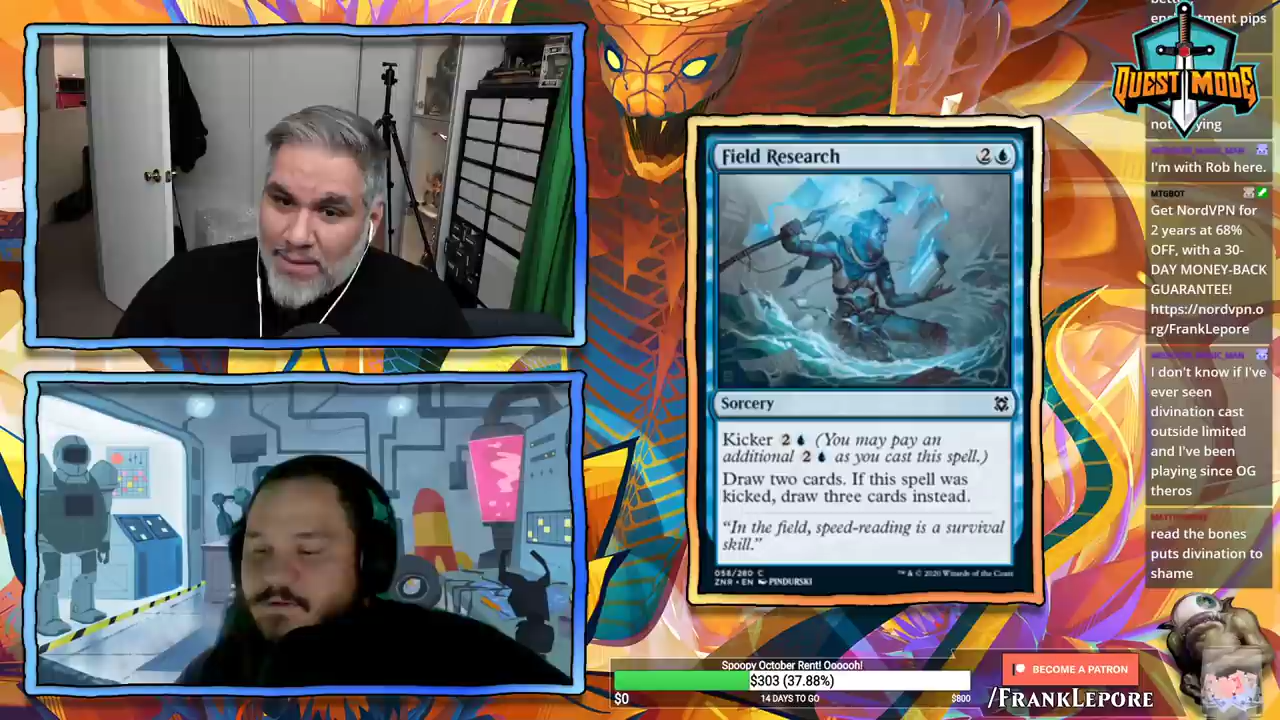 Field Research
2
Sorcery
Kicker 2 (You may pay an
additional 2 as you cast this spell.)
Draw two cards. If this spell was
kicked, draw three cards instead.
“In the field, speed-reading is a survival
skill.”
058/280 C
ZNR • EN PINDURSKI
™ & © 2020 Wizards of the Coast
pips
QUEST MODE
not
I'm with Rob here.
MTGBOT
Get NordVPN for
2 years at 68%
OFF, with a 30-
DAY MONEY-BACK
GUARANTEE!
https://nordvpn.o
rg/FrankLepore
I don't know if I've
ever seen
divination cast
outside limited
and I've been
playing since OG
theros
read the bones
puts divination to
shame
Spoopy October Rent! Oooooh!
$303 (37.88%)
$0
14 DAYS TO GO
$800
BECOME A PATRON
/FRANKLEPORE